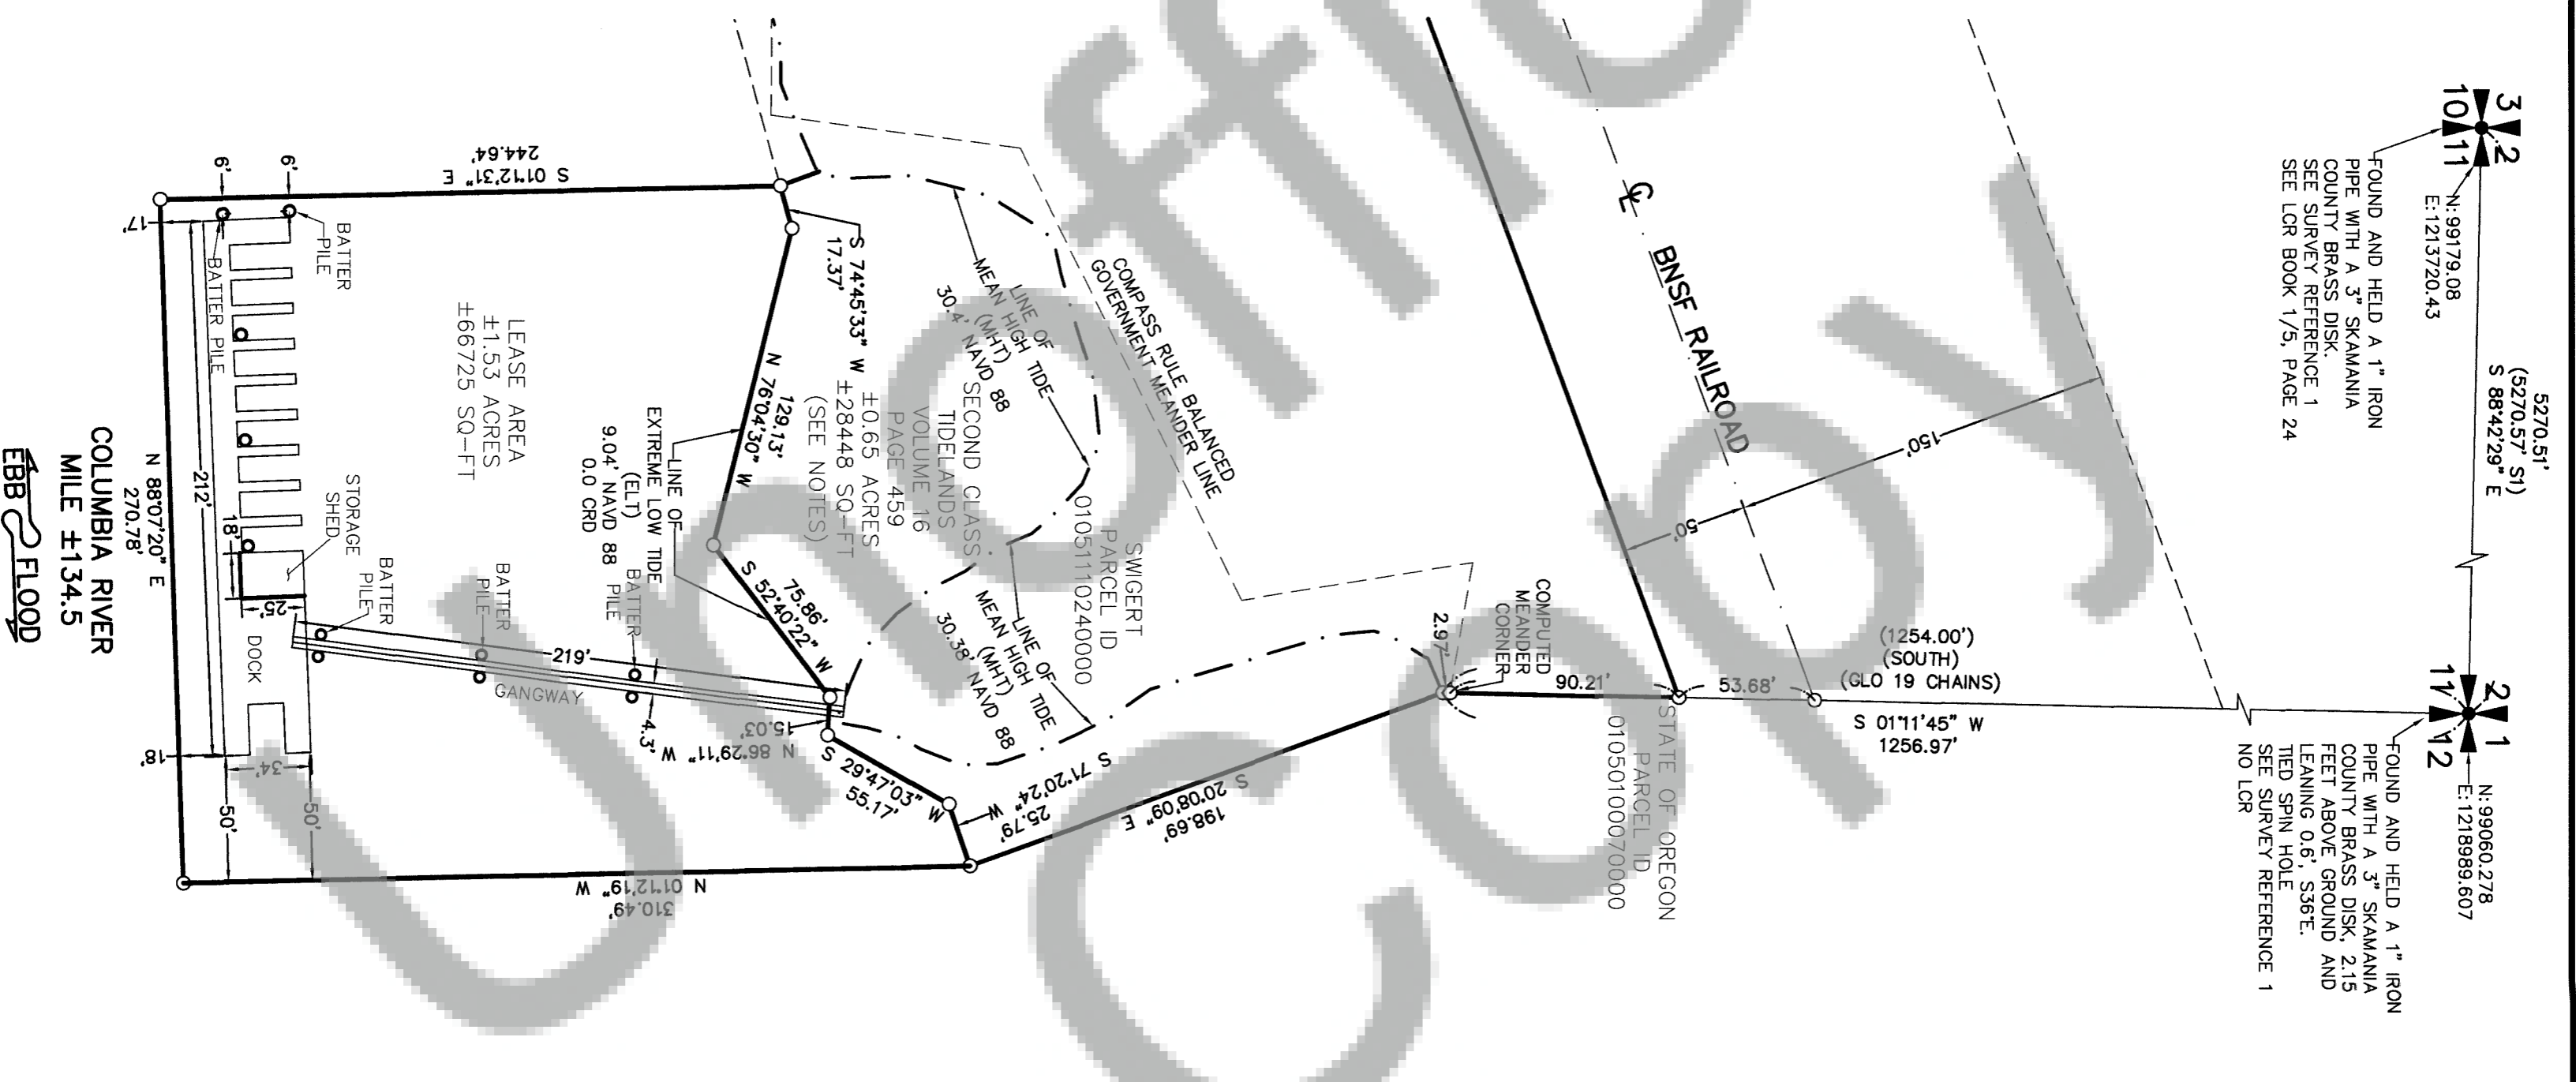 3
2
10
11
N:99179.08
E:1213720.43
FOUND AND HELD A 1" IRON
PIPE WITH A 3" SKAMANIA
COUNTY BRASS DISK.
SEE SURVEY REFERENCE 1
SEE LCR BOOK 1/5, PAGE 24
5270.51'
(5270.57' S1)
S 88°42'29" E
2
1
11
12
N:99060.278
E:1218989.607
FOUND AND HELD A 1" IRON
PIPE WITH A 3" SKAMANIA
COUNTY BRASS DISK, 2.15
FEET ABOVE GROUND AND
LEANING 0.6', S36°E.
TIED SPIN HOLE
SEE SURVEY REFERENCE 1
NO LCR
(1254.00')
(SOUTH)
(GLO 19 CHAINS)
S 01°11'45" W
1256.97'
150'
50'
℄
BNSF RAILROAD
53.68'
90.21'
STATE OF OREGON
PARCEL ID
01050100070000
COMPUTED
MEANDER
CORNER
2.97'
198.69'
S 20°08'09" E
COMPASS RULE BALANCED
GOVERNMENT MEANDER LINE
SWIGERT
PARCEL ID
01051110240000
LINE OF
MEAN HIGH TIDE
(MHT)
30.4' NAVD 88
LINE OF
MEAN HIGH TIDE
(MHT)
30.38' NAVD 88
S 71°20'24" W
25.79'
SECOND CLASS
TIDELANDS
VOLUME 16
PAGE 459
±0.65 ACRES
±28448 SQ-FT
(SEE NOTES)
S 74°45'33" W
17.37'
129.13'
N 76°04'30" W
LINE OF
EXTREME LOW TIDE
(ELT)
9.04' NAVD 88
0.0 CRD
75.86'
S 52°40'22" W
N 86°29'11" W
15.03'
S 29°47'03" W
55.17'
S 01°12'31" E
244.64'
N 01°12'19" W
310.49'
LEASE AREA
±1.53 ACRES
±66725 SQ-FT
BATTER
PILE
BATTER PILE
6'
6'
17'
212'
18'
25'
STORAGE
SHED
BATTER
PILE
BATTER
PILE
BATTER
PILE
219'
GANGWAY
4.3'
DOCK
34'
18'
50'
50'
N 88°07'20" E
270.78'
COLUMBIA RIVER
MILE ±134.5
EBB FLOOD
Unofficial
Copy